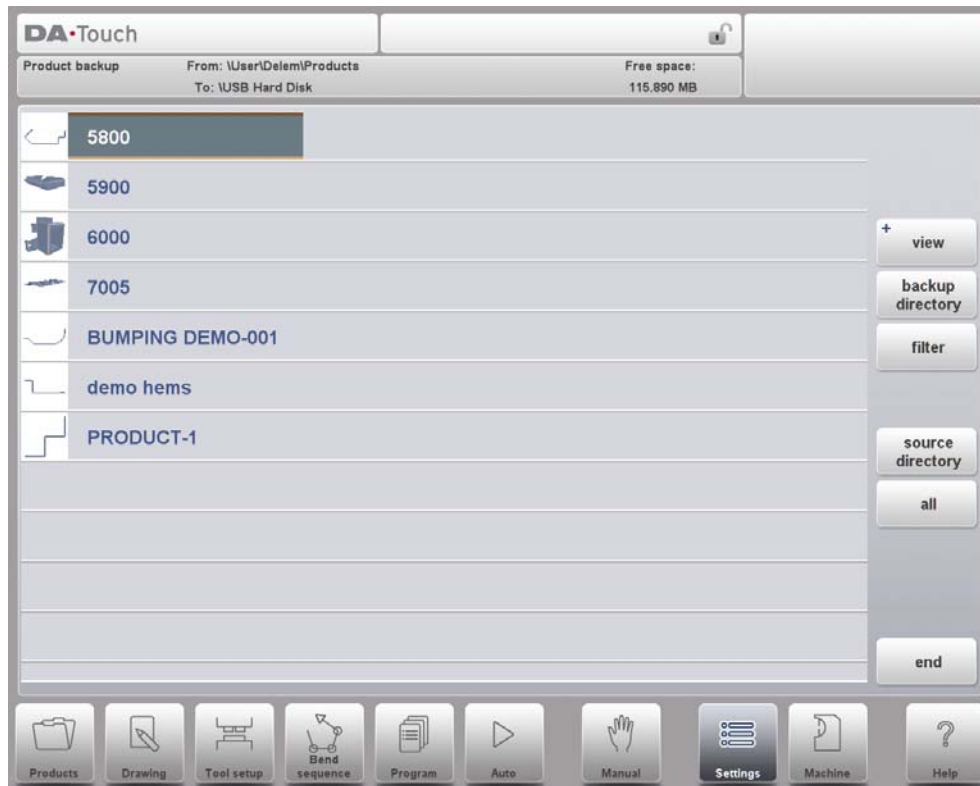 DA·Touch
Product backup From: \User\Delem\Products Free space:
To: \USB Hard Disk 115.890 MB
5800
5900
6000
7005
BUMPING DEMO-001
demo hems
PRODUCT-1
+
view
backup
directory
filter
source
directory
all
end
Products Drawing Tool setup Bend
sequence Program Auto Manual Settings Machine ? Help